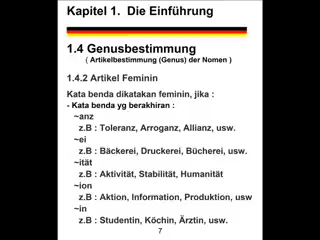 Kapitel 1.  Die Einführung
1.4 Genusbestimmung
( Artikelbestimmung (Genus) der Nomen )
1.4.2 Artikel Feminin
Kata benda dikatakan feminin, jika :
- Kata benda yg berakhiran :
~anz
z.B : Toleranz, Arroganz, Allianz, usw.
~ei
z.B : Bäckerei, Druckerei, Bücherei, usw.
~ität
z.B : Aktivität, Stabilität, Humanität
~ion
z.B : Aktion, Information, Produktion, usw
~in
z.B : Studentin, Köchin, Ärztin, usw.
7